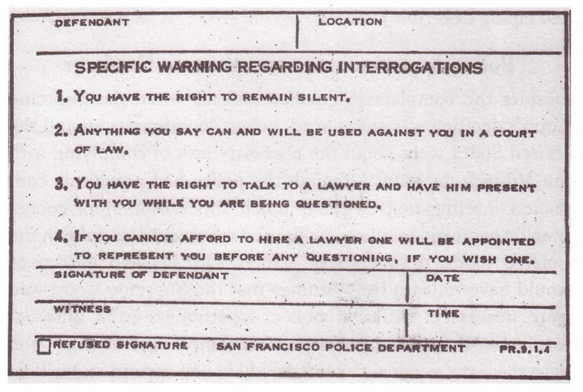 DEFENDANT LOCATION
SPECIFIC WARNING REGARDING INTERROGATIONS
1. YOU HAVE THE RIGHT TO REMAIN SILENT.
2. ANYTHING YOU SAY CAN AND WILL BE USED AGAINST YOU IN A COURT
OF LAW.
3. YOU HAVE THE RIGHT TO TALK TO A LAWYER AND HAVE HIM PRESENT
WITH YOU WHILE YOU ARE BEING QUESTIONED.
4. IF YOU CANNOT AFFORD TO HIRE A LAWYER ONE WILL BE APPOINTED
TO REPRESENT YOU BEFORE ANY QUESTIONING, IF YOU WISH ONE.
SIGNATURE OF DEFENDANT DATE
WITNESS TIME
REFUSED SIGNATURE SAN FRANCISCO POLICE DEPARTMENT PR.9.1.4